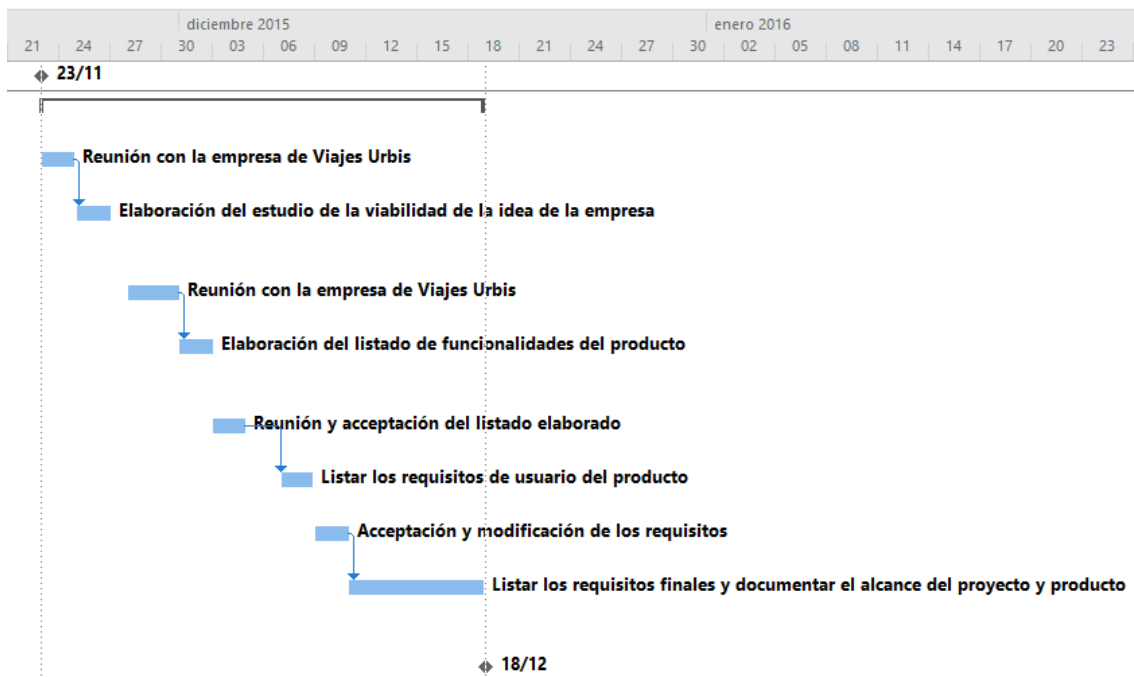 diciembre 2015 enero 2016
21 24 27 30 03 06 09 12 15 18 21 24 27 30 02 05 08 11 14 17 20 23
23/11
Reunión con la empresa de Viajes Urbis
Elaboración del estudio de la viabilidad de la idea de la empresa
Reunión con la empresa de Viajes Urbis
Elaboración del listado de funcionalidades del producto
Reunión y acceptación del listado elaborado
Listar los requisitos de usuario del producto
Acceptación y modificación de los requisitos
Listar los requisitos finales y documentar el alcance del proyecto y producto
18/12